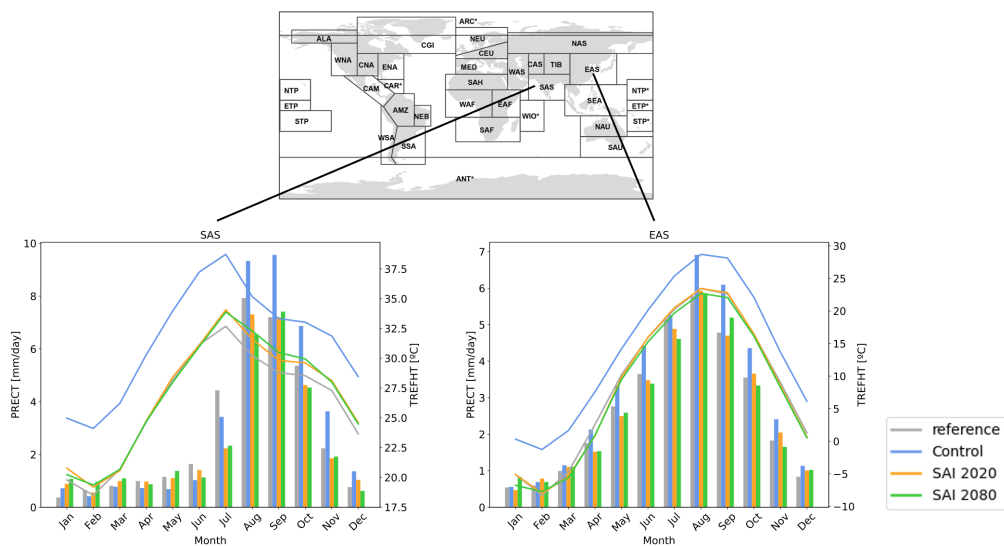 ARC*
ALA
NEU
CGI
NAS
CEU
WNA
CNA
ENA
MED
WAS
CAS
TIB
EAS
NTP
CAM
CAR*
SAH
SAS
NTP*
ETP
AMZ
WAF
EAF
SEA
ETP*
STP
NEB
WIO*
STP*
WSA
SSA
SAF
NAU
SAU
ANT*
SAS
10
8
6
4
2
0
PRECT [mm/day]
37.5
35.0
32.5
30.0
27.5
25.0
22.5
20.0
17.5
TREFHT [ºC]
Jan
Feb
Mar
Apr
May
Jun
Jul
Aug
Sep
Oct
Nov
Dec
Month
EAS
7
6
5
4
3
2
1
0
PRECT [mm/day]
30
25
20
15
10
5
0
−5
−10
TREFHT [ºC]
Jan
Feb
Mar
Apr
May
Jun
Jul
Aug
Sep
Oct
Nov
Dec
Month
reference
Control
SAI 2020
SAI 2080